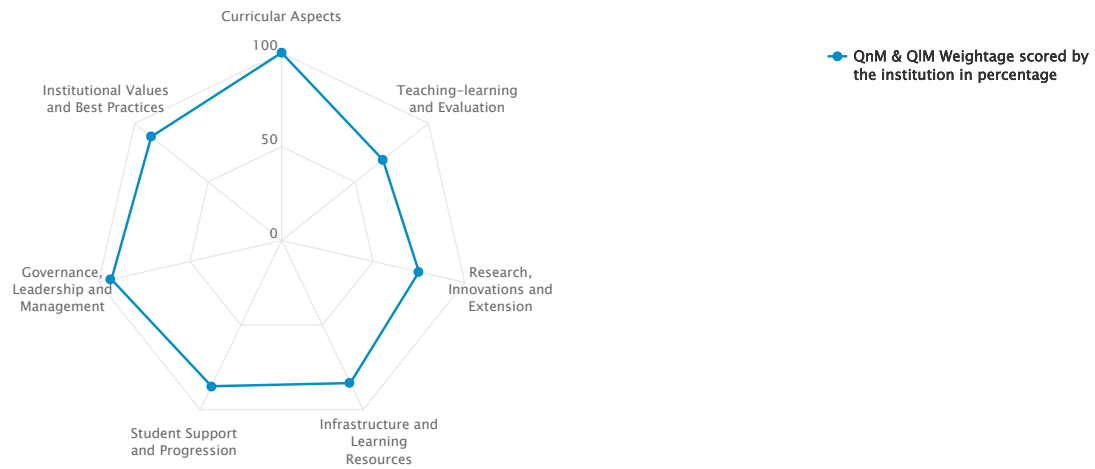 Curricular Aspects
100
QnM & QlM Weightage scored by
the institution in percentage
Institutional Values
and Best Practices
Teaching-learning
and Evaluation
50
0
Governance,
Leadership and
Management
Research,
Innovations and
Extension
Student Support
and Progression
Infrastructure and
Learning
Resources